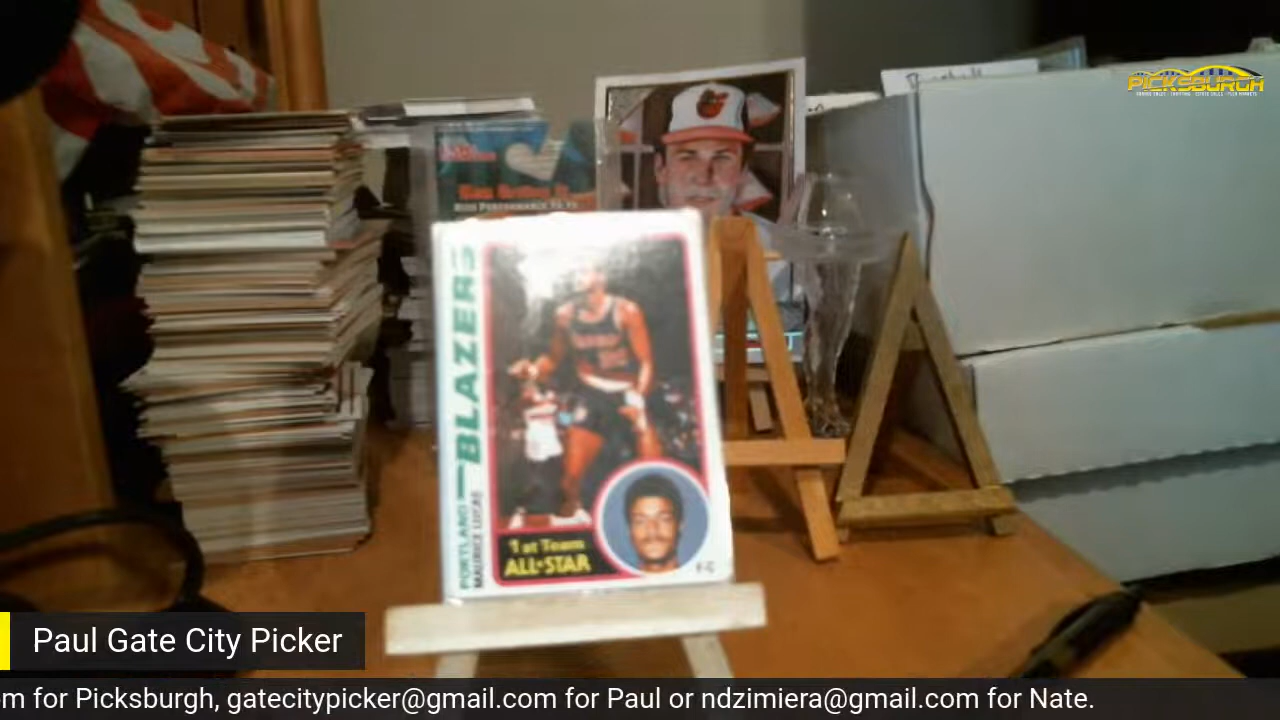 PICKSBURGH
PORTLAND BLAZERS
MAURICE LUCAS
1st Team
ALL★STAR
F-C
Paul Gate City Picker
om for Picksburgh, gatecitypicker@gmail.com for Paul or ndzimiera@gmail.com for Nate.